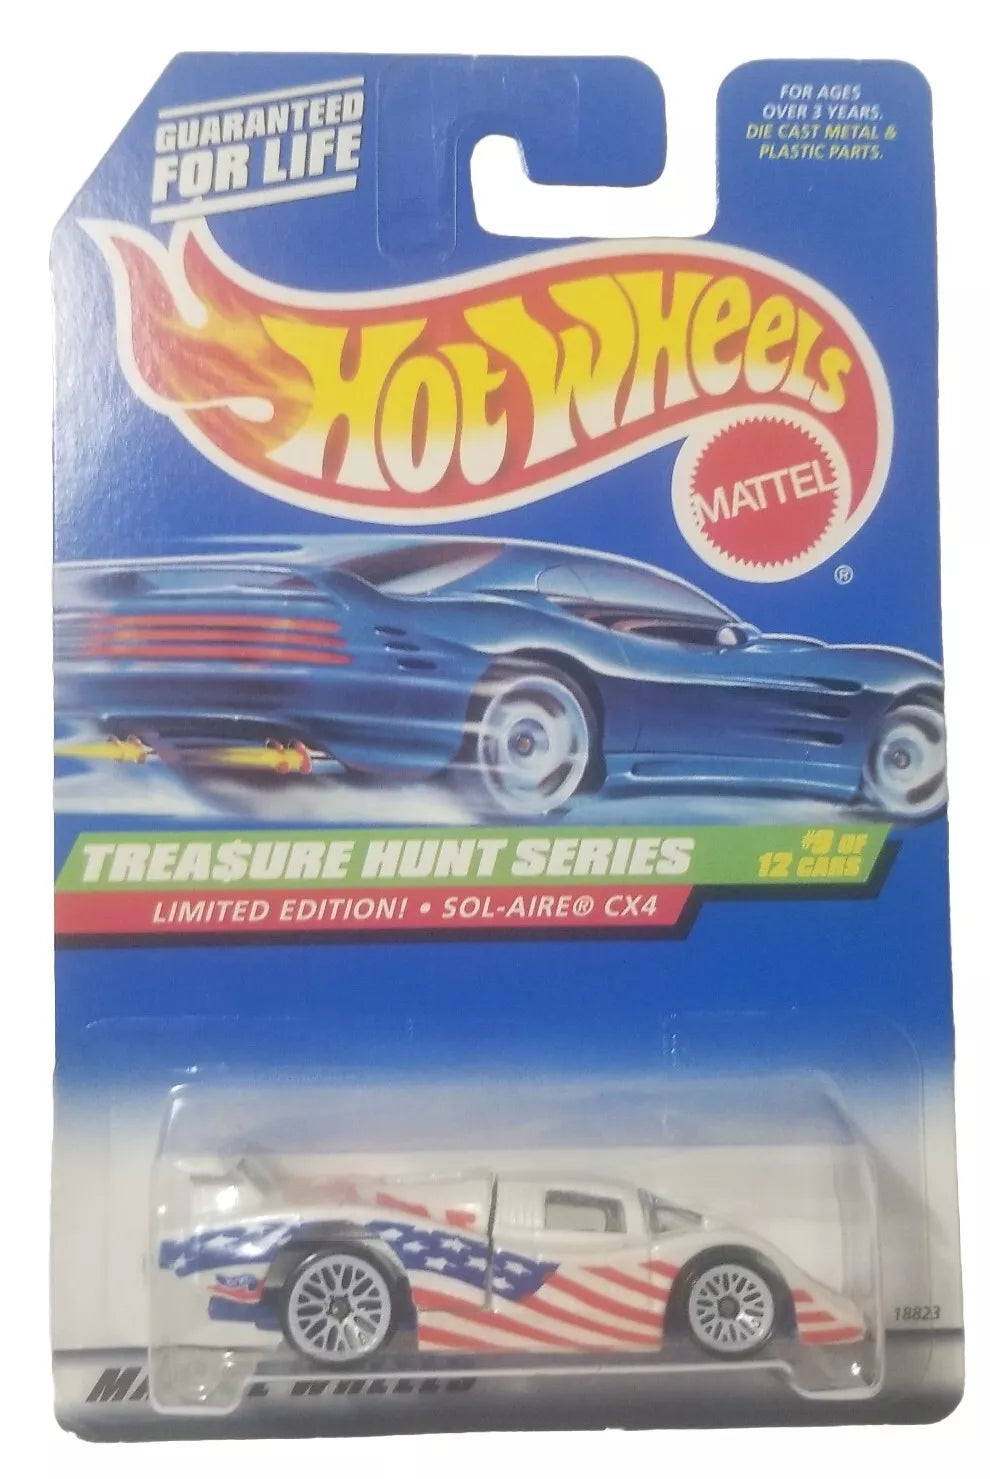 GUARANTEED
FOR LIFE
FOR AGES
OVER 3 YEARS.
DIE CAST METAL &
PLASTIC PARTS.
HOT WHEELS
MATTEL
®
TREA$URE HUNT SERIES
#9 OF
12 CARS
LIMITED EDITION! • SOL-AIRE® CX4
18823
WHEELS